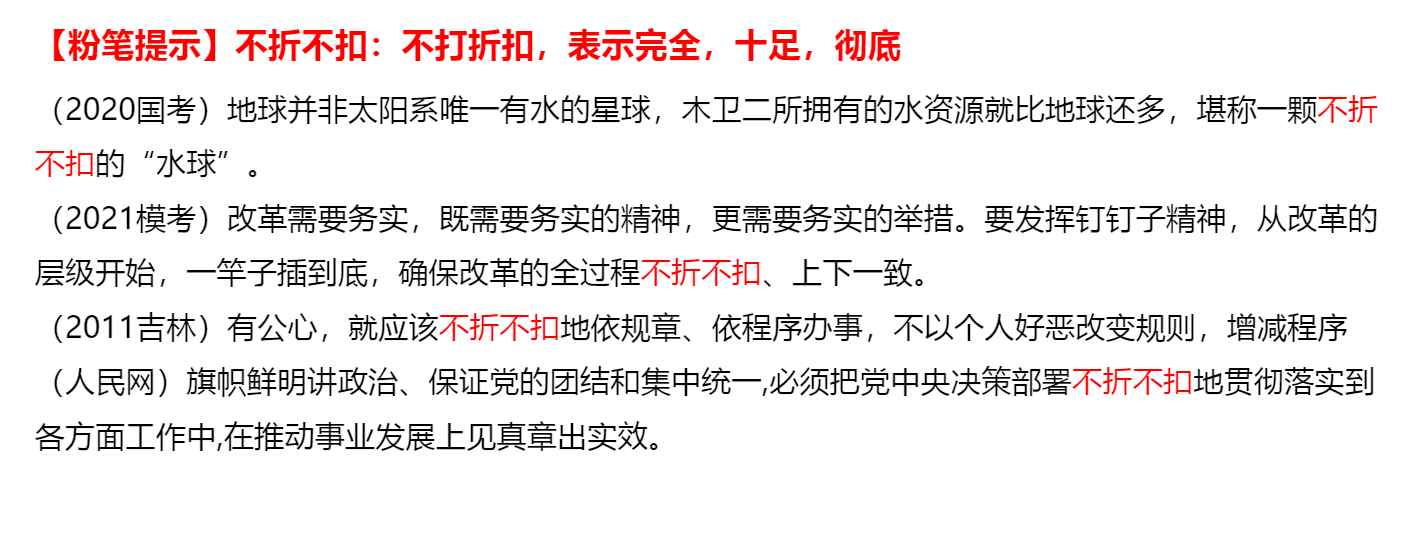 【粉笔提示】不折不扣：不打折扣，表示完全，十足，彻底
（2020国考）地球并非太阳系唯一有水的星球，木卫二所拥有的水资源就比地球还多，堪称一颗不折
不扣的“水球”。
（2021模考）改革需要务实，既需要务实的精神，更需要务实的举措。要发挥钉钉子精神，从改革的
层级开始，一竿子插到底，确保改革的全过程不折不扣、上下一致。
（2011吉林）有公心，就应该不折不扣地依规章、依程序办事，不以个人好恶改变规则，增减程序
（人民网）旗帜鲜明讲政治、保证党的团结和集中统一,必须把党中央决策部署不折不扣地贯彻落实到
各方面工作中,在推动事业发展上见真章出实效。